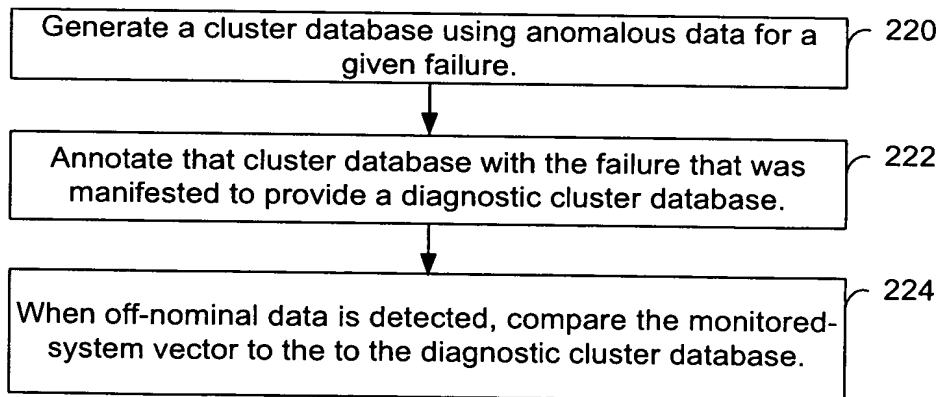 Generate a cluster database using anomalous data for a
given failure.
220
Annotate that cluster database with the failure that was
manifested to provide a diagnostic cluster database.
222
When off-nominal data is detected, compare the monitored-
system vector to the to the diagnostic cluster database.
224